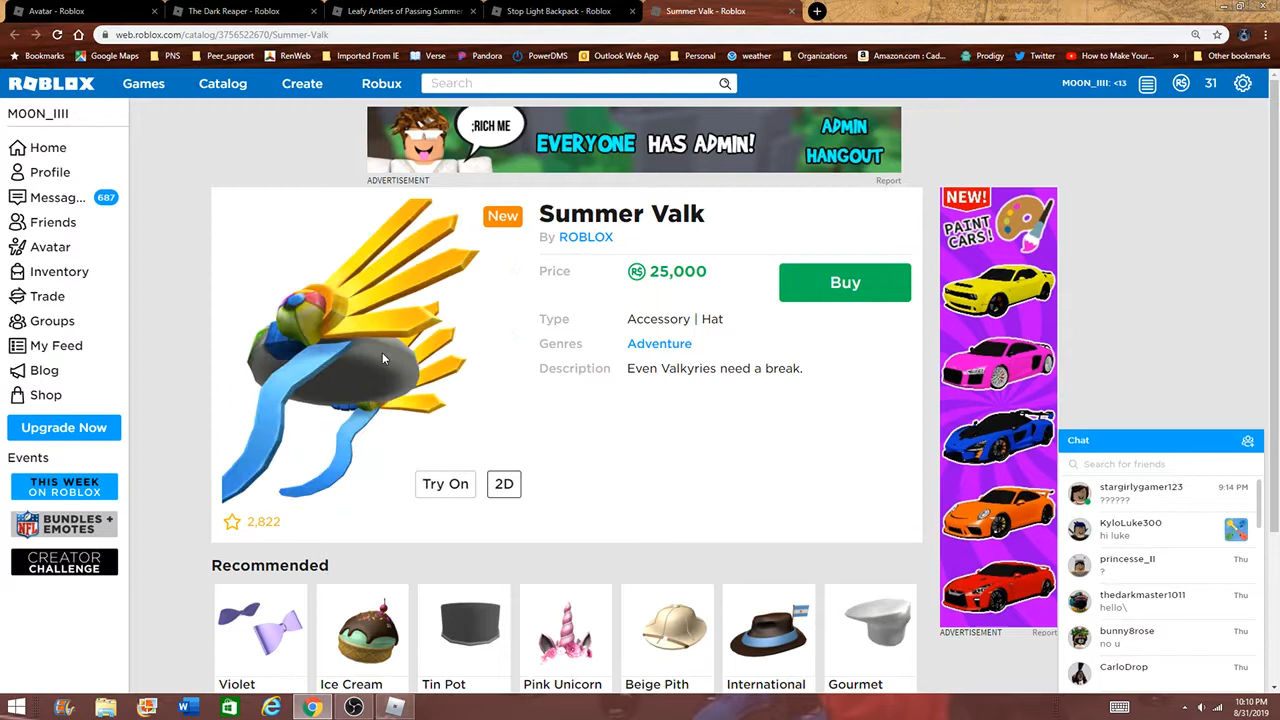 Avatar - Roblox
The Dark Reaper - Roblox
Leafy Antlers of Passing Summer
Stop Light Backpack - Roblox
Summer Valk - Roblox
web.roblox.com/catalog/3756522670/Summer-Valk
Bookmarks
Google Maps
PNS
Peer_support
RenWeb
Imported From IE
Verse
Pandora
PowerDMS
Outlook Web App
Personal
weather
Organizations
Amazon.com : Cad...
Prodigy
Twitter
How to Make Your...
Other bookmarks
ROBLOX
Games
Catalog
Create
Robux
Search
M00N_IIII: <13
31
M00N_IIII
Home
Profile
Messag... 687
Friends
Avatar
Inventory
Trade
Groups
My Feed
Blog
Shop
Upgrade Now
Events
THIS WEEK
ON ROBLOX
NFL BUNDLES +
EMOTES
CREATOR
CHALLENGE
;RICH ME
EVERYONE HAS ADMIN!
ADMIN
HANGOUT
ADVERTISEMENT
Report
New
Summer Valk
By ROBLOX
Price
R$ 25,000
Buy
Type
Accessory | Hat
Genres
Adventure
Description
Even Valkyries need a break.
Try On
2D
2,822
Recommended
Violet
Ice Cream
Tin Pot
Pink Unicorn
Beige Pith
International
Gourmet
NEW!
PAINT
CARS!
ADVERTISEMENT
Report
Chat
Search for friends
stargirlygamer123 9:14 PM
??????
KyloLuke300
hi luke
princesse_II Thu
?
thedarkmaster1011 Thu
hello\
bunny8rose Thu
no u
CarloDrop Thu
10:10 PM
8/31/2019